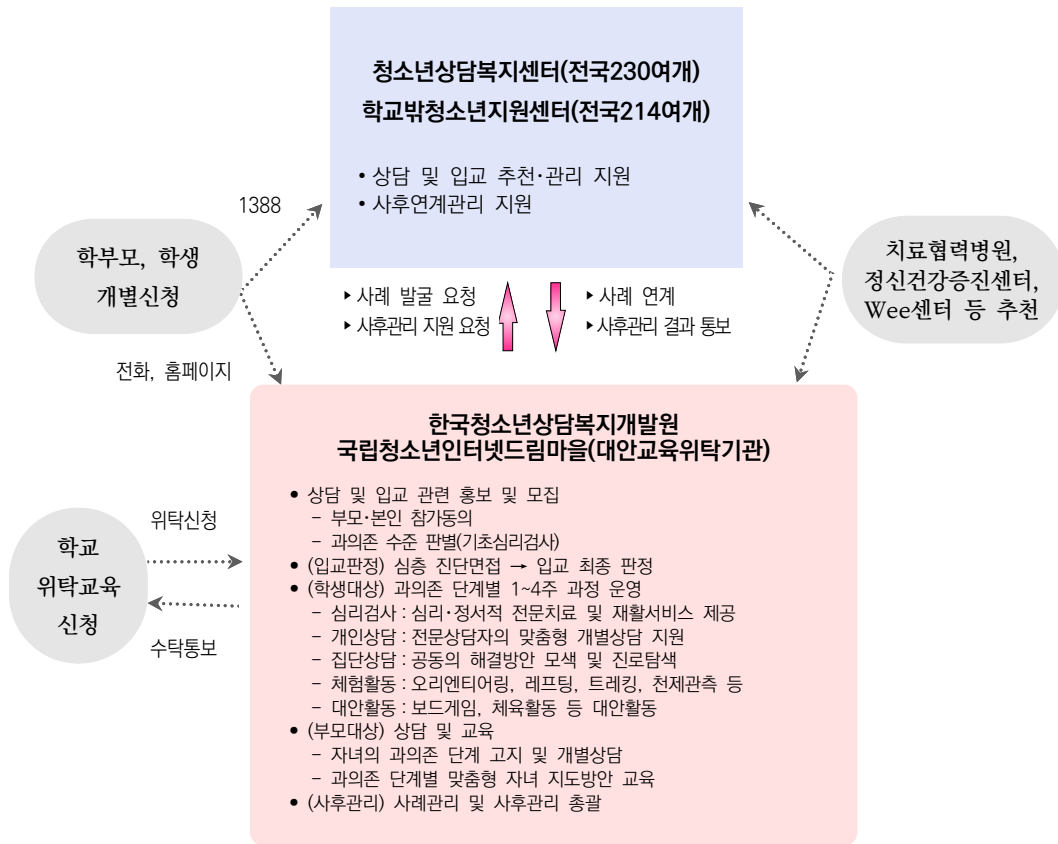 청소년상담복지센터(전국230여개)
학교밖청소년지원센터(전국214여개)
• 상담 및 입교 추천·관리 지원
• 사후연계관리 지원
1388
학부모, 학생
개별신청
치료협력병원,
정신건강증진센터,
Wee센터 등 추천
▸사례 발굴 요청
▸사후관리 지원 요청
▸사례 연계
▸사후관리 결과 통보
전화, 홈페이지
한국청소년상담복지개발원
국립청소년인터넷드림마을(대안교육위탁기관)
• 상담 및 입교 관련 홍보 및 모집
– 부모·본인 참가동의
– 과의존 수준 판별(기초심리검사)
• (입교판정) 심층 진단면접 → 입교 최종 판정
• (학생대상) 과의존 단계별 1~4주 과정 운영
– 심리검사 : 심리·정서적 전문치료 및 재활서비스 제공
– 개인상담 : 전문상담자의 맞춤형 개별상담 지원
– 집단상담 : 공동의 해결방안 모색 및 진로탐색
– 체험활동 : 오리엔티어링, 레프팅, 트레킹, 천제관측 등
– 대안활동 : 보드게임, 체육활동 등 대안활동
• (부모대상) 상담 및 교육
– 자녀의 과의존 단계 고지 및 개별상담
– 과의존 단계별 맞춤형 자녀 지도방안 교육
• (사후관리) 사례관리 및 사후관리 총괄
위탁신청
학교
위탁교육
신청
수탁통보